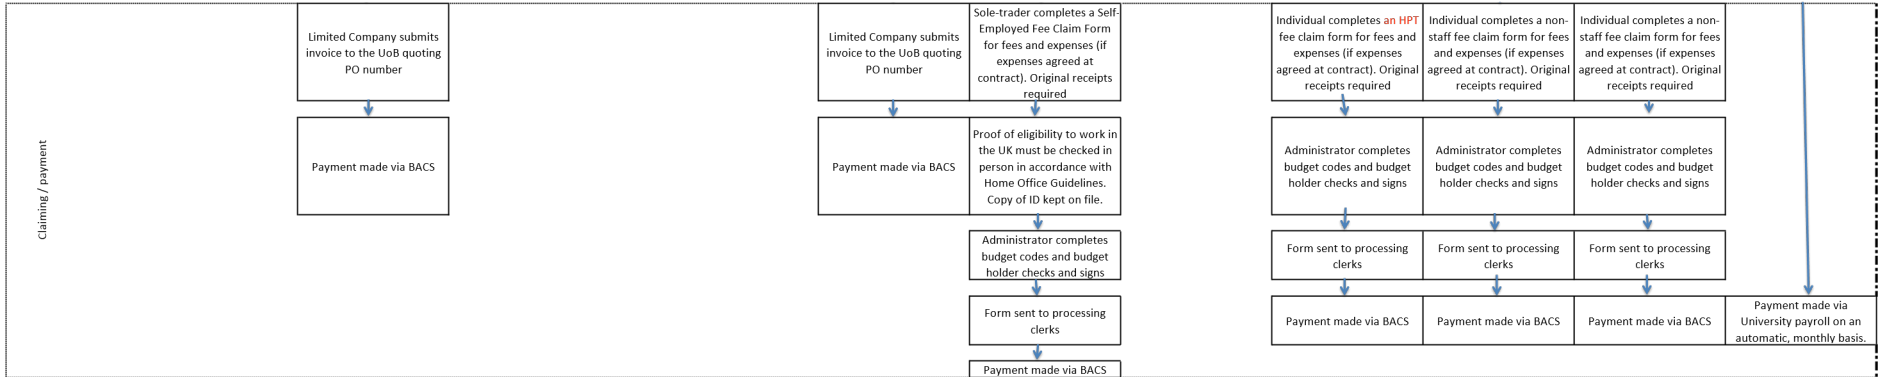 Claiming / payment
Limited Company submits
invoice to the UoB quoting
PO number
Payment made via BACS
Limited Company submits
invoice to the UoB quoting
PO number
Payment made via BACS
Sole-trader completes a Self-
Employed Fee Claim Form
for fees and expenses (if
expenses agreed at
contract). Original receipts
required
Proof of eligibility to work in
the UK must be checked in
person in accordance with
Home Office Guidelines.
Copy of ID kept on file.
Administrator completes
budget codes and budget
holder checks and signs
Form sent to processing
clerks
Payment made via BACS
Individual completes an HPT
fee claim form for fees and
expenses (if expenses
agreed at contract). Original
receipts required
Administrator completes
budget codes and budget
holder checks and signs
Form sent to processing
clerks
Payment made via BACS
Individual completes a non-
staff fee claim form for fees
and expenses (if expenses
agreed at contract). Original
receipts required
Administrator completes
budget codes and budget
holder checks and signs
Form sent to processing
clerks
Payment made via BACS
Individual completes a non-
staff fee claim form for fees
and expenses (if expenses
agreed at contract). Original
receipts required
Administrator completes
budget codes and budget
holder checks and signs
Form sent to processing
clerks
Payment made via BACS
Payment made via
University payroll on an
automatic, monthly basis.